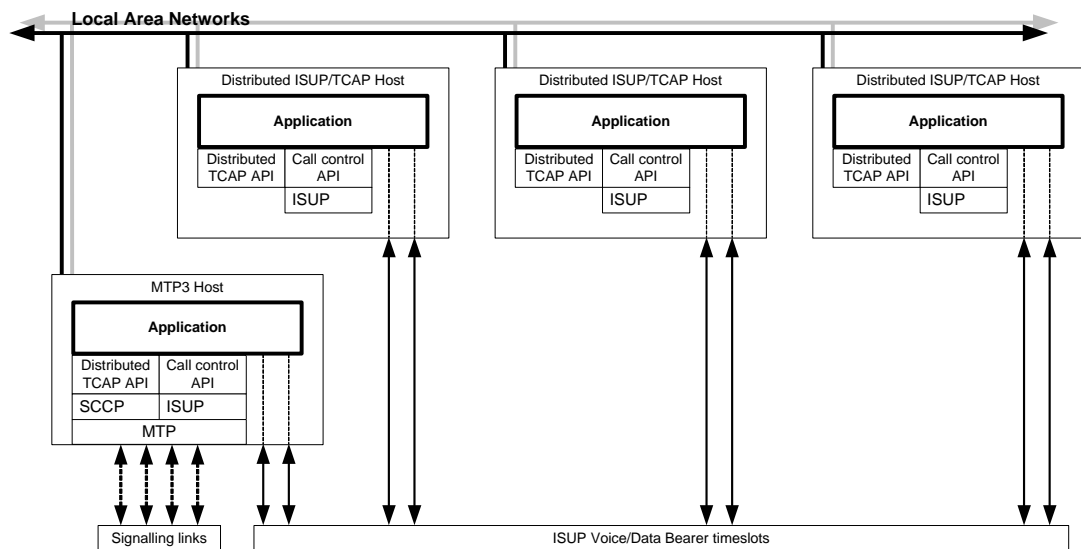 Local Area Networks
Distributed ISUP/TCAP Host
Application
Distributed
TCAP API
Call control
API
ISUP
Distributed ISUP/TCAP Host
Application
Distributed
TCAP API
Call control
API
ISUP
Distributed ISUP/TCAP Host
Application
Distributed
TCAP API
Call control
API
ISUP
MTP3 Host
Application
Distributed
TCAP API
Call control
API
SCCP
ISUP
MTP
Signalling links
ISUP Voice/Data Bearer timeslots